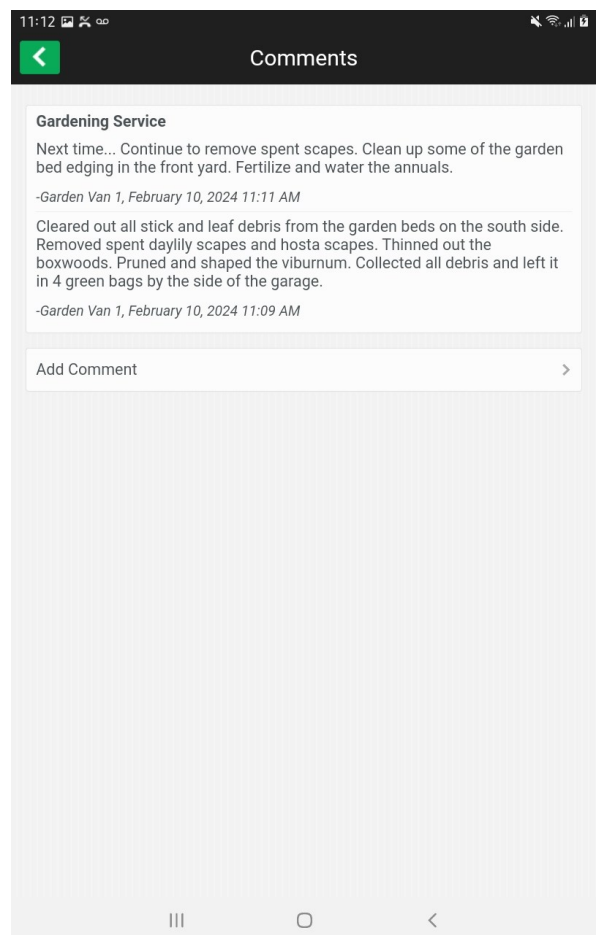 11:12
Comments
Gardening Service
Next time... Continue to remove spent scapes. Clean up some of the garden
bed edging in the front yard. Fertilize and water the annuals.
-Garden Van 1, February 10, 2024 11:11 AM
Cleared out all stick and leaf debris from the garden beds on the south side.
Removed spent daylily scapes and hosta scapes. Thinned out the
boxwoods. Pruned and shaped the viburnum. Collected all debris and left it
in 4 green bags by the side of the garage.
-Garden Van 1, February 10, 2024 11:09 AM
Add Comment